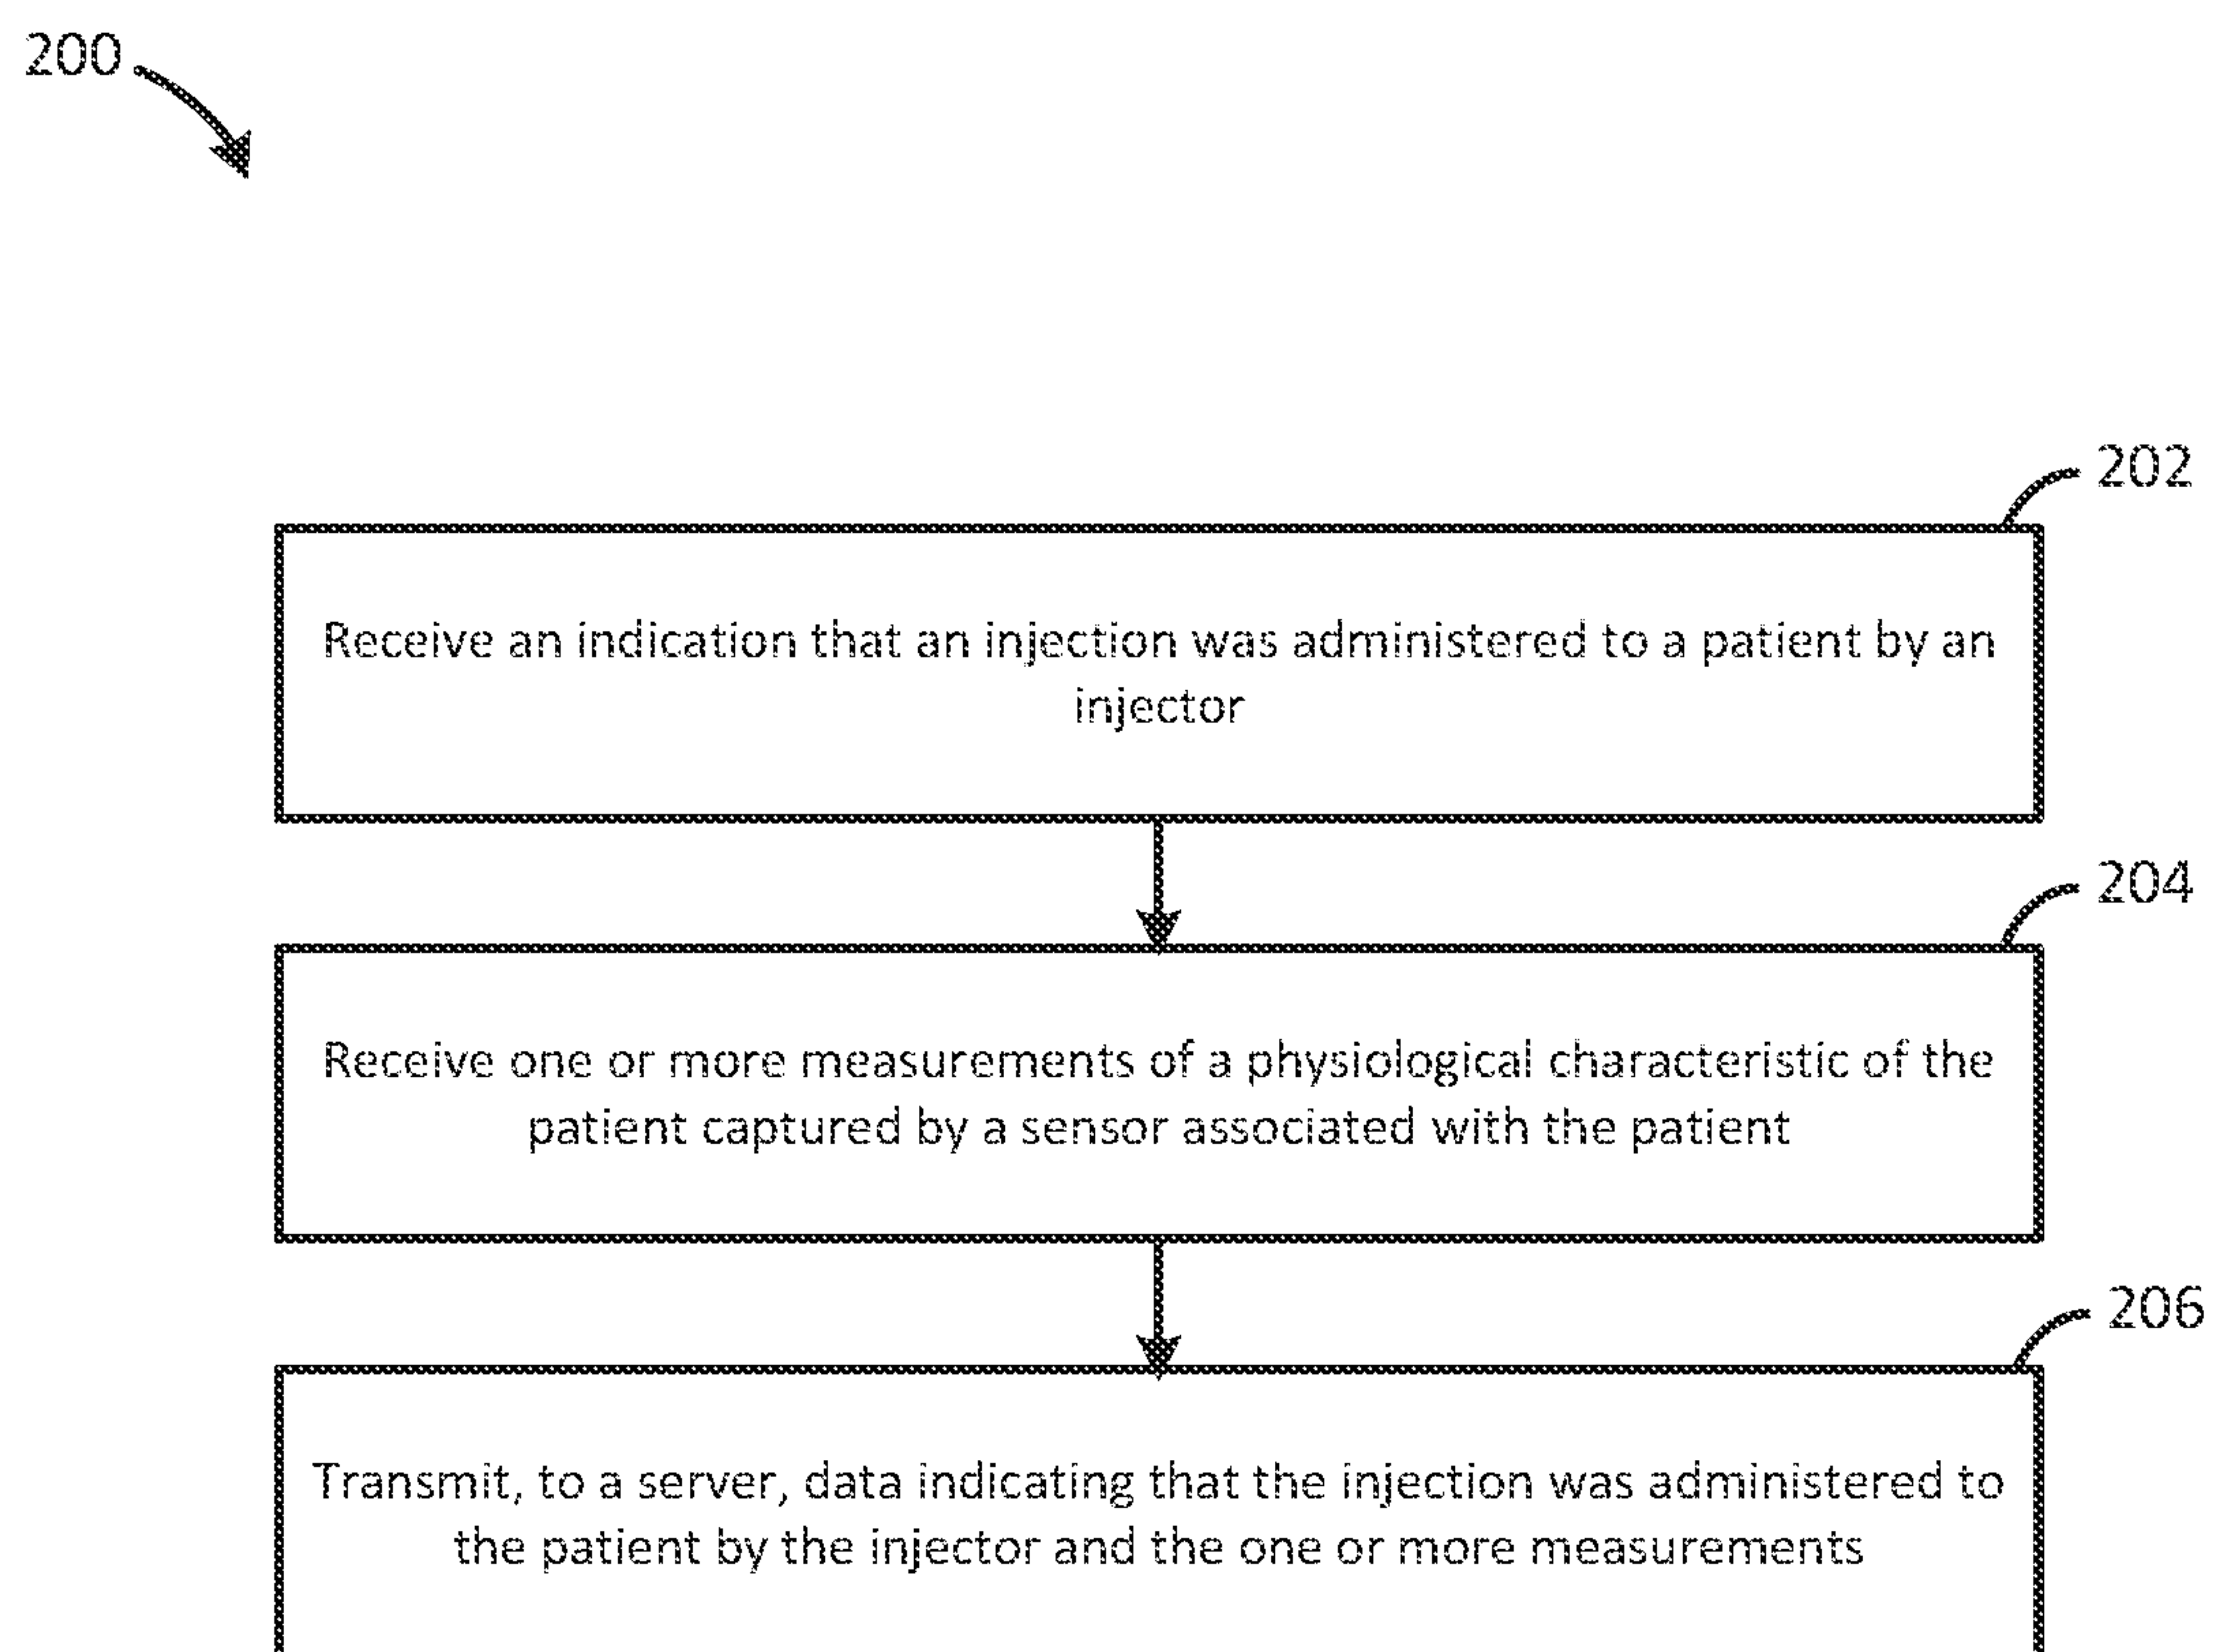 200
202
Receive an indication that an injection was administered to a patient by an
injector
204
Receive one or more measurements of a physiological characteristic of the
patient captured by a sensor associated with the patient
206
Transmit, to a server, data indicating that the injection was administered to
the patient by the injector and the one or more measurements